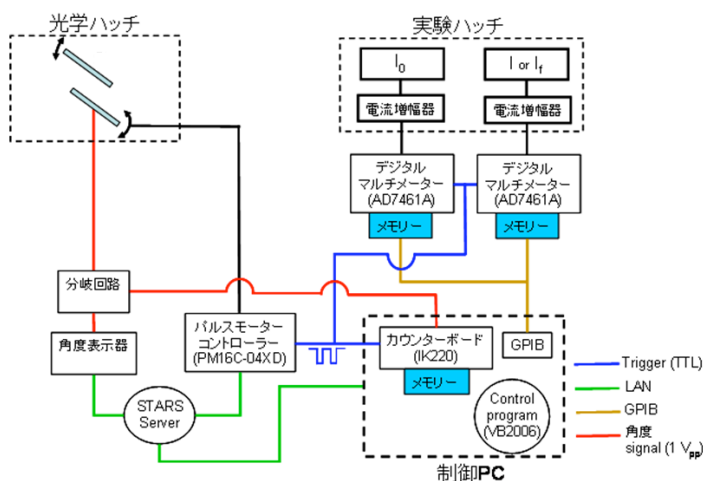 光学ハッチ
実験ハッチ
I0
I or If
電流増幅器
電流増幅器
デジタル
マルチメーター
(AD7461A)
メモリー
デジタル
マルチメーター
(AD7461A)
メモリー
分岐回路
角度表示器
パルスモーター
コントローラー
(PM16C-04XD)
カウンターボード
(IK220)
メモリー
GPIB
STARS
Server
Control
program
(VB2006)
制御PC
Trigger (TTL)
LAN
GPIB
角度
signal (1 Vpp)